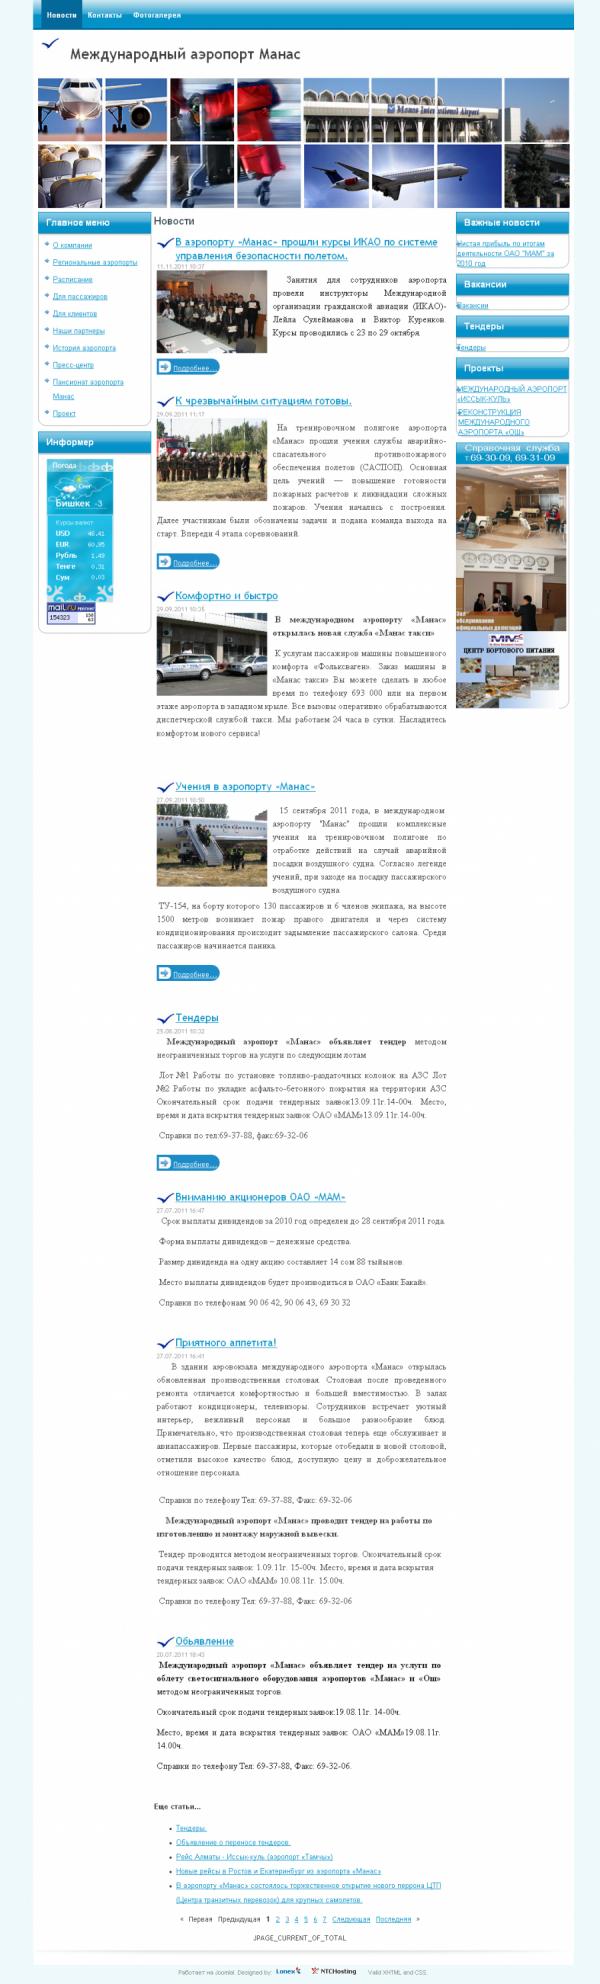 Новости Контакты Фотогалерея
Международный аэропорт Манас
Manas International Airport
Главное меню
О компании
Региональные аэропорты
Расписание
Для пассажиров
Для клиентов
Наши партнеры
История аэропорта
Пресс-центр
Пансионат аэропорта
Манас
Проект
Информер
Погода
Снег
Бишкек -3
Курсы валют
USD 46,41
EUR 60,95
Рубль 1,49
Тенге 0,31
Сум 0,03
mail.ru
154323
Новости
В аэропорту «Манас» прошли курсы ИКАО по системе
управления безопасности полетом.
11.11.2011 10:37
Занятия для сотрудников аэропорта
провели инструкторы Международной
организации гражданской авиации (ИКАО)-
Лейла Сулейманова и Виктор Куренков.
Курсы проводились с 23 по 29 октября.
Подробнее...
К чрезвычайным ситуациям готовы.
29.09.2011 11:17
На тренировочном полигоне аэропорта
«Манас» прошли учения службы аварийно-
спасательного противопожарного
обеспечения полетов (САСПОП). Основная
цель учений — повышение готовности
пожарных расчетов к ликвидации сложных
пожаров. Учения начались с построения.
Далее участникам были обозначены задачи и подана команда выхода на
старт. Впереди 4 этапа соревнований.
Подробнее...
Комфортно и быстро
29.09.2011 10:35
В международном аэропорту «Манас»
открылась новая служба «Манас такси»
К услугам пассажиров машины повышенного
комфорта «Фольксваген». Заказ машины в
«Манас такси» Вы можете сделать в любое
время по телефону 693 000 или на первом
этаже аэропорта в западном крыле. Все вызовы оперативно обрабатываются
диспетчерской службой такси. Мы работаем 24 часа в сутки. Насладитесь
комфортом нового сервиса!
Учения в аэропорту «Манас»
27.09.2011 10:50
15 сентября 2011 года, в международном
аэропорту "Манас" прошли комплексные
учения на тренировочном полигоне по
отработке действий на случай аварийной
посадки воздушного судна. Согласно легенде
учений, при заходе на посадку пассажирского
воздушного судна
ТУ-154, на борту которого 130 пассажиров и 6 членов экипажа, на высоте
1500 метров возникает пожар правого двигателя и через систему
кондиционирования происходит задымление пассажирского салона. Среди
пассажиров начинается паника.
Подробнее...
Тендеры
25.08.2011 10:32
Международный аэропорт «Манас» объявляет тендер методом
неограниченных торгов на услуги по следующим лотам
Лот №1 Работы по установке топливо-раздаточных колонок на АЗС Лот
№2 Работы по укладке асфальто-бетонного покрытия на территории АЗС
Окончательный срок подачи тендерных заявок13.09.11г.14-00ч. Место,
время и дата вскрытия тендерных заявок ОАО «МАМ»13.09.11г.14-00ч.
Справки по тел:69-37-88, факс:69-32-06
Подробнее...
Вниманию акционеров ОАО «МАМ»
27.07.2011 16:47
Срок выплаты дивидендов за 2010 год определен до 28 сентября 2011 года.
Форма выплаты дивидендов – денежные средства.
Размер дивиденда на одну акцию составляет 14 сом 88 тыйынов.
Место выплаты дивидендов будет производиться в ОАО «Банк Бакай».
Справки по телефонам: 90 06 42, 90 06 43, 69 30 32
Приятного аппетита!
27.07.2011 16:41
В здании аэровокзала международного аэропорта «Манас» открылась
обновленная производственная столовая. Столовая после проведенного
ремонта отличается комфортностью и большей вместимостью. В залах
работают кондиционеры, телевизоры. Сотрудников встречает уютный
интерьер, вежливый персонал и большое разнообразие блюд.
Примечательно, что производственная столовая теперь еще обслуживает и
авиапассажиров. Первые пассажиры, которые отобедали в новой столовой,
отметили высокое качество блюд, доступную цену и доброжелательное
отношение персонала.
Справки по телефону Тел: 69-37-88, Факс: 69-32-06
Международный аэропорт «Манас» проводит тендер на работы по
изготовлению и монтажу наружной вывески.
Тендер проводится методом неограниченных торгов. Окончательный срок
подачи тендерных заявок: 1.09.11г. 15-00ч. Место, время и дата вскрытия
тендерных заявок: ОАО «МАМ» 10.08.11г. 15.00ч.
Справки по телефону Тел: 69-37-88, Факс: 69-32-06
Обьявление
20.07.2011 18:43
Международный аэропорт «Манас» объявляет тендер на услуги по
облету светосигнального оборудования аэропортов «Манас» и «Ош»
методом неограниченных торгов.
Окончательный срок подачи тендерных заявок:19.08.11г. 14-00ч.
Место, время и дата вскрытия тендерных заявок: ОАО «МАМ»19.08.11г.
14.00ч.
Справки по телефону Тел: 69-37-88, Факс: 69-32-06.
Еще статьи...
Тендеры.
Объявление о переносе тендеров.
Рейс Алматы - Иссык-куль (аэропорт «Тамчы»)
Новые рейсы в Ростов и Екатеринбург из аэропорта «Манас»
В аэропорту «Манас» состоялось торжественное открытие нового перрона ЦТП
(Центра транзитных перевозок) для крупных самолетов.
« Первая Предыдущая 1 2 3 4 5 6 7 Следующая Последняя »
JPAGE_CURRENT_OF_TOTAL
Важные новости
Чистая прибыль по итогам
деятельности ОАО "МАМ" за
2010 год
Вакансии
Вакансии
Тендеры
Тендеры
Проекты
МЕЖДУНАРОДНЫЙ АЭРОПОРТ
«ИССЫК-КУЛЬ»
РЕКОНСТРУКЦИЯ
МЕЖДУНАРОДНОГО
АЭРОПОРТА «ОШ»
Справочная служба
т.69-30-09, 69-31-09
Зал
обслуживания
официальных делегаций
ЦЕНТР БОРТОВОГО ПИТАНИЯ
Работает на Joomla!. Designed by: Lonex NTCHosting Valid XHTML and CSS.